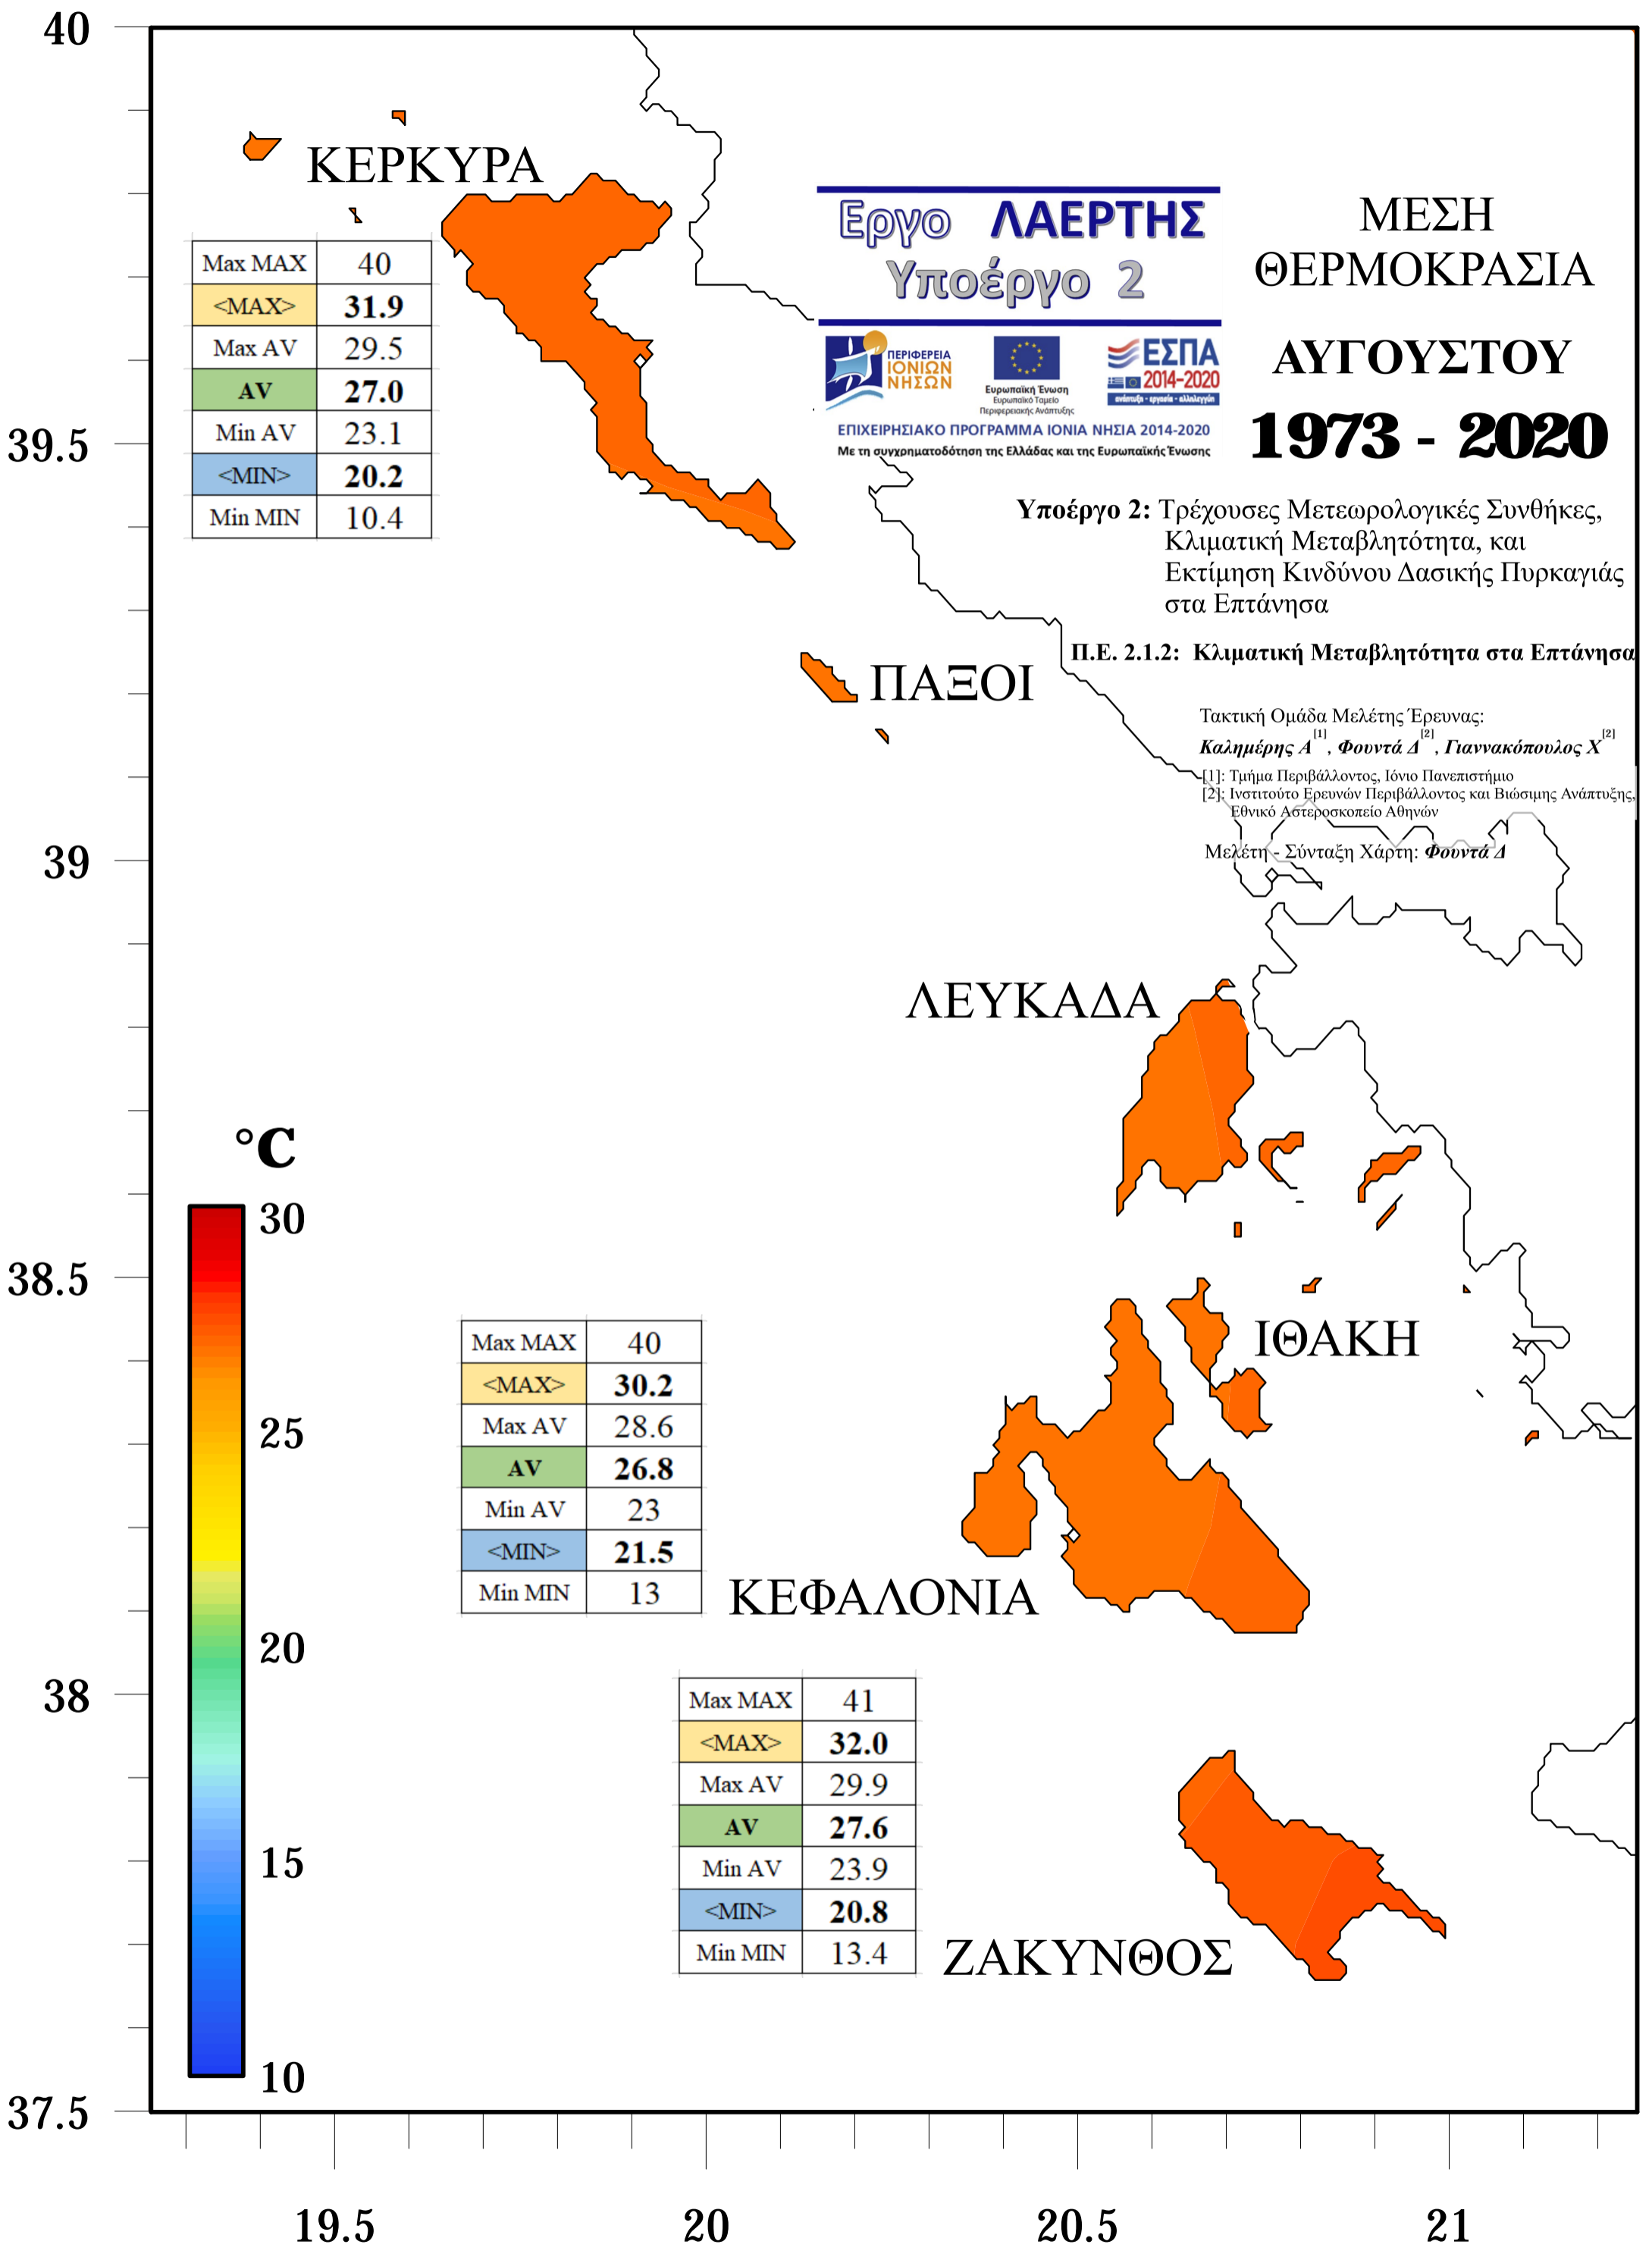 40
39.5
39
38.5
38
37.5
19.5
20
20.5
21
ΚΕΡΚΥΡΑ
Max MAX 40
<MAX> 31.9
Max AV 29.5
AV 27.0
Min AV 23.1
<MIN> 20.2
Min MIN 10.4
Εργο ΛΑΕΡΤΗΣ
Υποέργο 2
ΠΕΡΙΦΕΡΕΙΑ
ΙΟΝΙΩΝ
ΝΗΣΩΝ
Ευρωπαϊκή Ένωση
Ευρωπαϊκό Ταμείο
Περιφερειακής Ανάπτυξης
ΕΣΠΑ
2014-2020
ανάπτυξη - εργασία - αλληλεγγύη
ΕΠΙΧΕΙΡΗΣΙΑΚΟ ΠΡΟΓΡΑΜΜΑ ΙΟΝΙΑ ΝΗΣΙΑ 2014-2020
Με τη συγχρηματοδότηση της Ελλάδας και της Ευρωπαϊκής Ένωσης
ΜΕΣΗ
ΘΕΡΜΟΚΡΑΣΙΑ
ΑΥΓΟΥΣΤΟΥ
1973 - 2020
Υποέργο 2: Τρέχουσες Μετεωρολογικές Συνθήκες,
Κλιματική Μεταβλητότητα, και
Εκτίμηση Κινδύνου Δασικής Πυρκαγιάς
στα Επτάνησα
Π.Ε. 2.1.2: Κλιματική Μεταβλητότητα στα Επτάνησα
Τακτική Ομάδα Μελέτης Έρευνας:
Καλημέρης Α[1], Φουντά Δ[2], Γιαννακόπουλος Χ[2]
[1]: Τμήμα Περιβάλλοντος, Ιόνιο Πανεπιστήμιο
[2]: Ινστιτούτο Ερευνών Περιβάλλοντος και Βιώσιμης Ανάπτυξης,
Εθνικό Αστεροσκοπείο Αθηνών
Μελέτη - Σύνταξη Χάρτη: Φουντά Δ
ΠΑΞΟΙ
ΛΕΥΚΑΔΑ
°C
30
25
20
15
10
ΙΘΑΚΗ
Max MAX 40
<MAX> 30.2
Max AV 28.6
AV 26.8
Min AV 23
<MIN> 21.5
Min MIN 13
ΚΕΦΑΛΟΝΙΑ
Max MAX 41
<MAX> 32.0
Max AV 29.9
AV 27.6
Min AV 23.9
<MIN> 20.8
Min MIN 13.4
ΖΑΚΥΝΘΟΣ